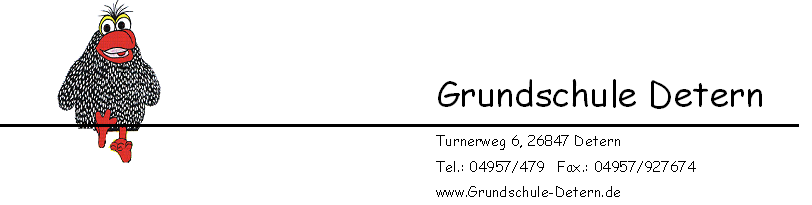 Grundschule Detern
Turnerweg 6, 26847 Detern
Tel.: 04957/479 Fax.: 04957/927674
www.Grundschule-Detern.de